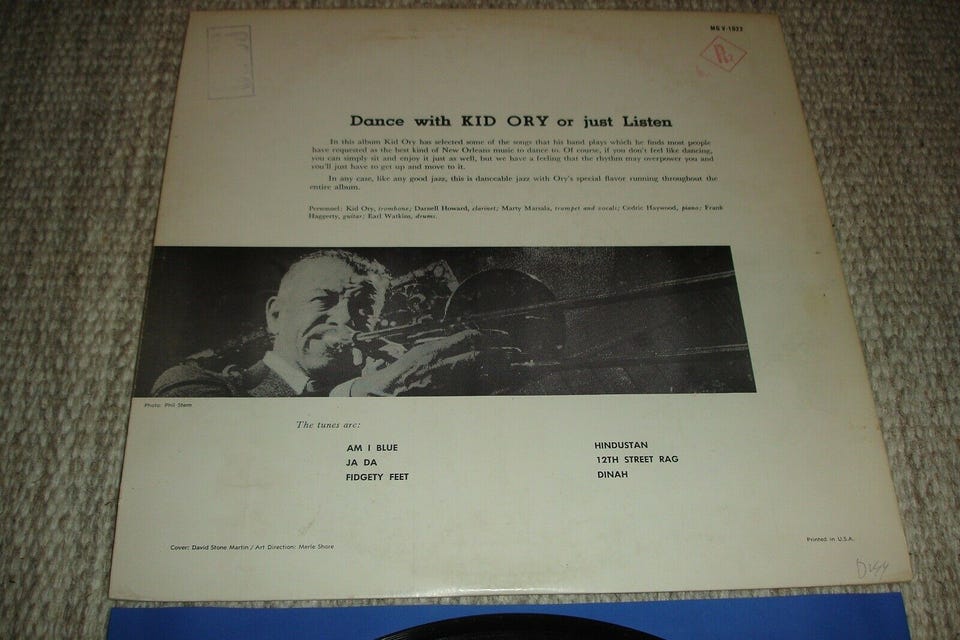 MG V-1022
Dance with KID ORY or just Listen
In this album Kid Ory has selected some of the songs that his band plays which he finds most people
have requested as the best kind of New Orleans music to dance to. Of course, if you don't feel like dancing,
you can simply sit and enjoy it just as well, but we have a feeling that the rhythm may overpower you and
you'll just have to get up and move to it.
In any case, like any good jazz, this is danceable jazz with Ory's special flavor running throughout the
entire album.
Personnel: Kid Ory, trombone; Darnell Howard, clarinet; Marty Marsala, trumpet and vocals; Cedric Haywood, piano; Frank
Haggerty, guitar; Earl Watkins, drums.
Photo: Phil Stern
The tunes are:
AM I BLUE
JA DA
FIDGETY FEET
HINDUSTAN
12TH STREET RAG
DINAH
Cover: David Stone Martin / Art Direction: Merle Shore
Printed in U.S.A.